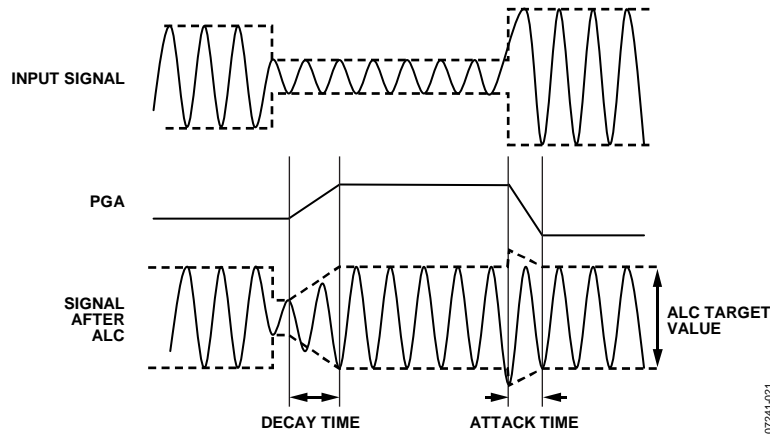 INPUT SIGNAL
PGA
SIGNAL
AFTER
ALC
ALC TARGET
VALUE
DECAY TIME
ATTACK TIME
07241-021